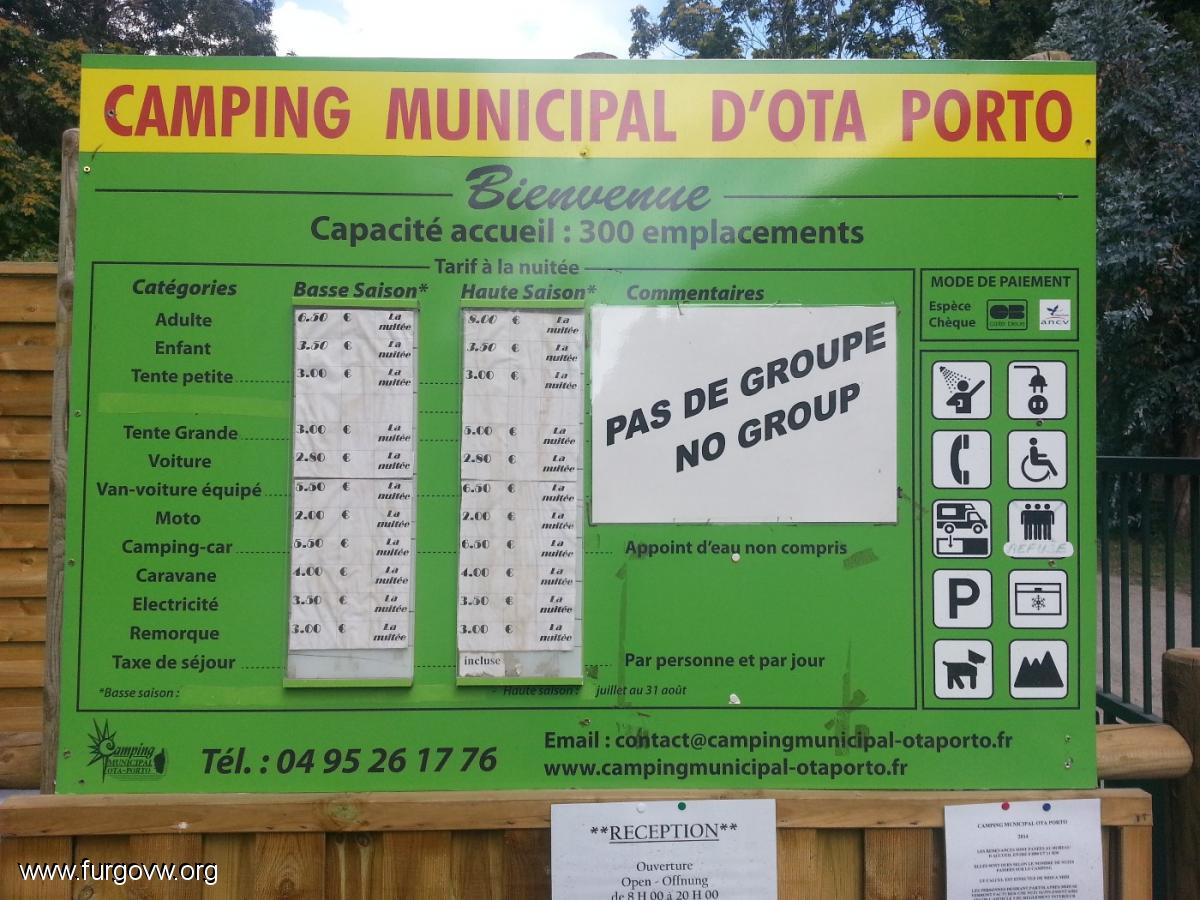 CAMPING MUNICIPAL D'OTA PORTO
Bienvenue
Capacité accueil : 300 emplacements
Tarif à la nuitée
Catégories Basse Saison* Haute Saison* Commentaires
Adulte 6.50 € La nuitée 8.00 € La nuitée
Enfant 3.50 € La nuitée 3.50 € La nuitée
Tente petite 3.00 € La nuitée 3.00 € La nuitée
Tente Grande 3.00 € La nuitée 5.00 € La nuitée
Voiture 2.80 € La nuitée 2.80 € La nuitée
Van-voiture équipé 5.50 € La nuitée 6.50 € La nuitée
Moto 2.00 € La nuitée 2.00 € La nuitée
Camping-car 5.50 € La nuitée 6.50 € La nuitée Appoint d'eau non compris
Caravane 4.00 € La nuitée 4.00 € La nuitée
Electricité 3.50 € La nuitée 3.50 € La nuitée
Remorque 3.00 € La nuitée 3.00 € La nuitée
Taxe de séjour incluse Par personne et par jour
*Basse saison : - Haute saison : juillet au 31 août
PAS DE GROUPE
NO GROUP
MODE DE PAIEMENT
Espèce
Chèque
CB
carte bleue
ancv
REFUSE
P
Camping
MUNICIPAL
OTA-PORTO
Tél. : 04 95 26 17 76
Email : contact@campingmunicipal-otaporto.fr
www.campingmunicipal-otaporto.fr
**RECEPTION**
Ouverture
Open - Offnung
de 8 H 00 à 20 H 00
CAMPING MUNICIPAL OTA PORTO
2014
www.furgovw.org